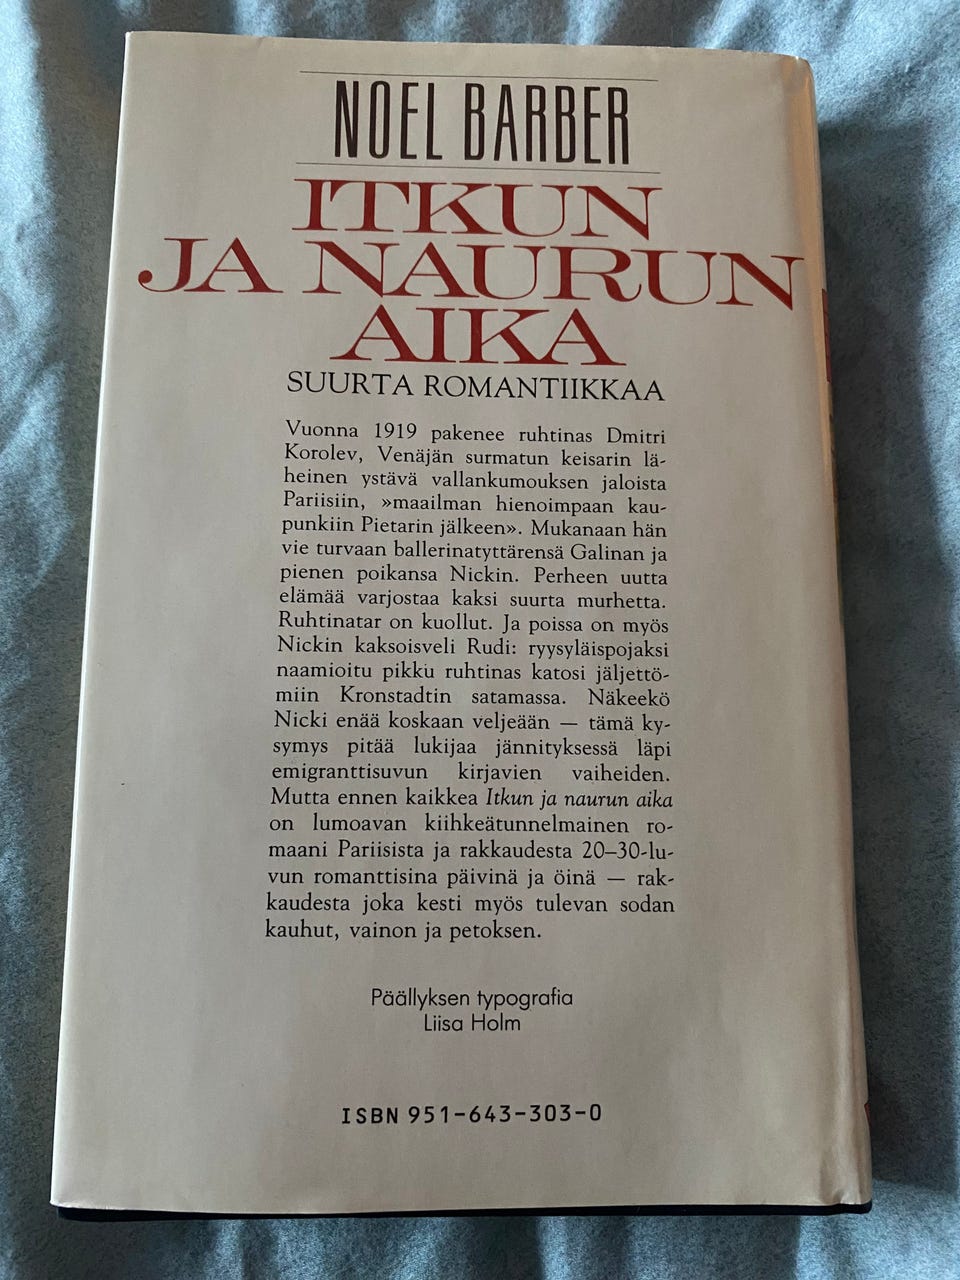 NOEL BARBER
ITKUN
JA NAURUN
AIKA
SUURTA ROMANTIIKKAA
Vuonna 1919 pakenee ruhtinas Dmitri
Korolev, Venäjän surmatun keisarin lä-
heinen ystävä vallankumouksen jaloista
Pariisiin, »maailman hienoimpaan kau-
punkiin Pietarin jälkeen». Mukanaan hän
vie turvaan ballerinatyttärensä Galinan ja
pienen poikansa Nickin. Perheen uutta
elämää varjostaa kaksi suurta murhetta.
Ruhtinatar on kuollut. Ja poissa on myös
Nickin kaksoisveli Rudi: ryysyläispojaksi
naamioitu pikku ruhtinas katosi jäljettö-
miin Kronstadtin satamassa. Näkeekö
Nicki enää koskaan veljeään — tämä ky-
symys pitää lukijaa jännityksessä läpi
emigranttisuvun kirjavien vaiheiden.
Mutta ennen kaikkea Itkun ja naurun aika
on lumoavan kiihkeätunnelmainen ro-
maani Pariisista ja rakkaudesta 20–30-lu-
vun romanttisina päivinä ja öinä — rak-
kaudesta joka kesti myös tulevan sodan
kauhut, vainon ja petoksen.
Päällyksen typografia
Liisa Holm
ISBN 951-643-303-0